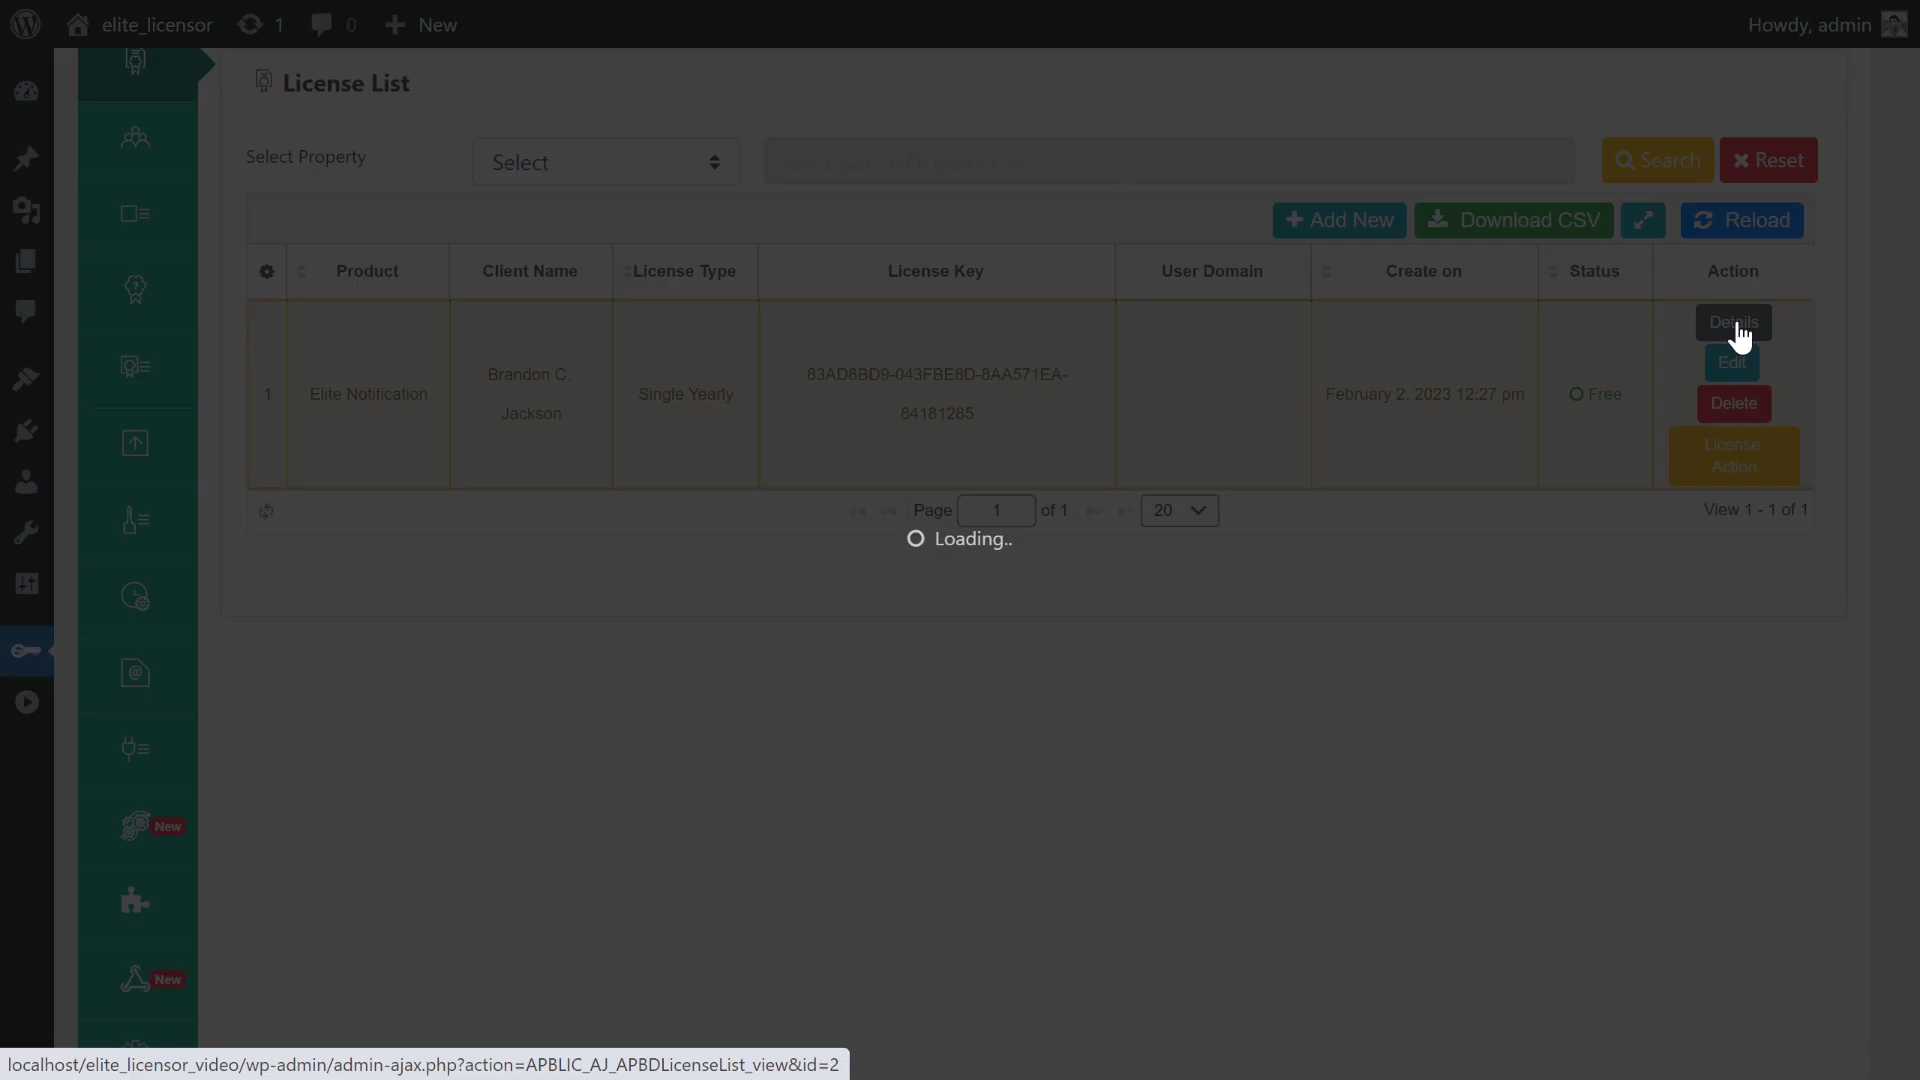 elite_licensor 1 0 New Howdy, admin
License List
Select Property Select Search Reset
Add New Download CSV Reload
Product Client Name License Type License Key User Domain Create on Status Action
Details
Edit
Brandon C. 83AD8BD9-043FBE8D-8AA571EA-
1 Elite Notification Single Yearly February 2, 2023 12:27 pm Free
Delete
Jackson 84181285
License
Action
Page 1 of 1 20 View 1 - 1 of 1
Loading..
New
New
localhost/elite_licensor_video/wp-admin/admin-ajax.php?action=APBLIC_AJ_APBDLicenseList_view&id=2